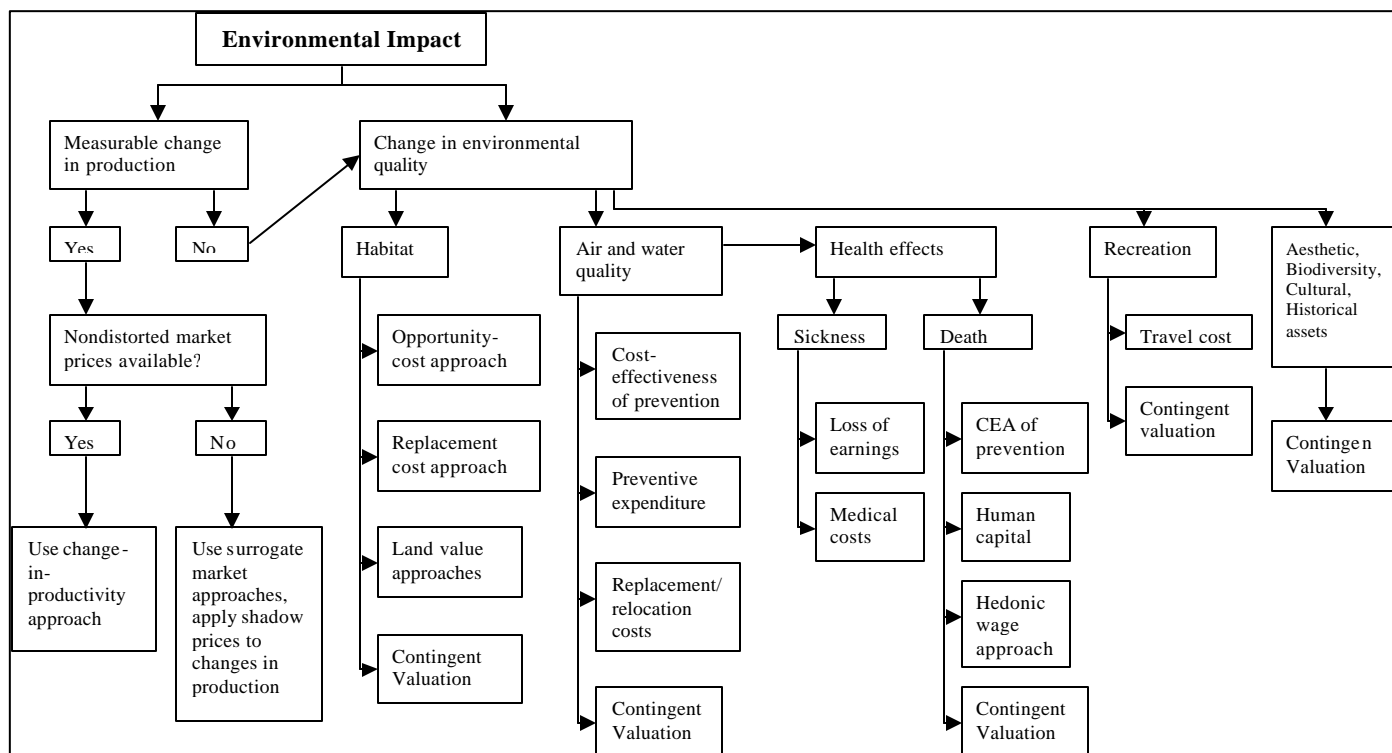 Environmental Impact
Measurable change
in production
Change in environmental
quality
Yes
No
Habitat
Air and water
quality
Health effects
Recreation
Aesthetic,
Biodiversity,
Cultural,
Historical
assets
Nondistorted market
prices available?
Opportunity-
cost approach
Cost-
effectiveness
of prevention
Sickness
Death
Travel cost
Yes
No
Replacement
cost approach
Preventive
expenditure
Loss of
earnings
CEA of
prevention
Contingent
valuation
Contingen
Valuation
Use change-
in-
productivity
approach
Use surrogate
market
approaches,
apply shadow
prices to
changes in
production
Land value
approaches
Replacement/
relocation
costs
Medical
costs
Human
capital
Hedonic
wage
approach
Contingent
Valuation
Contingent
Valuation
Contingent
Valuation